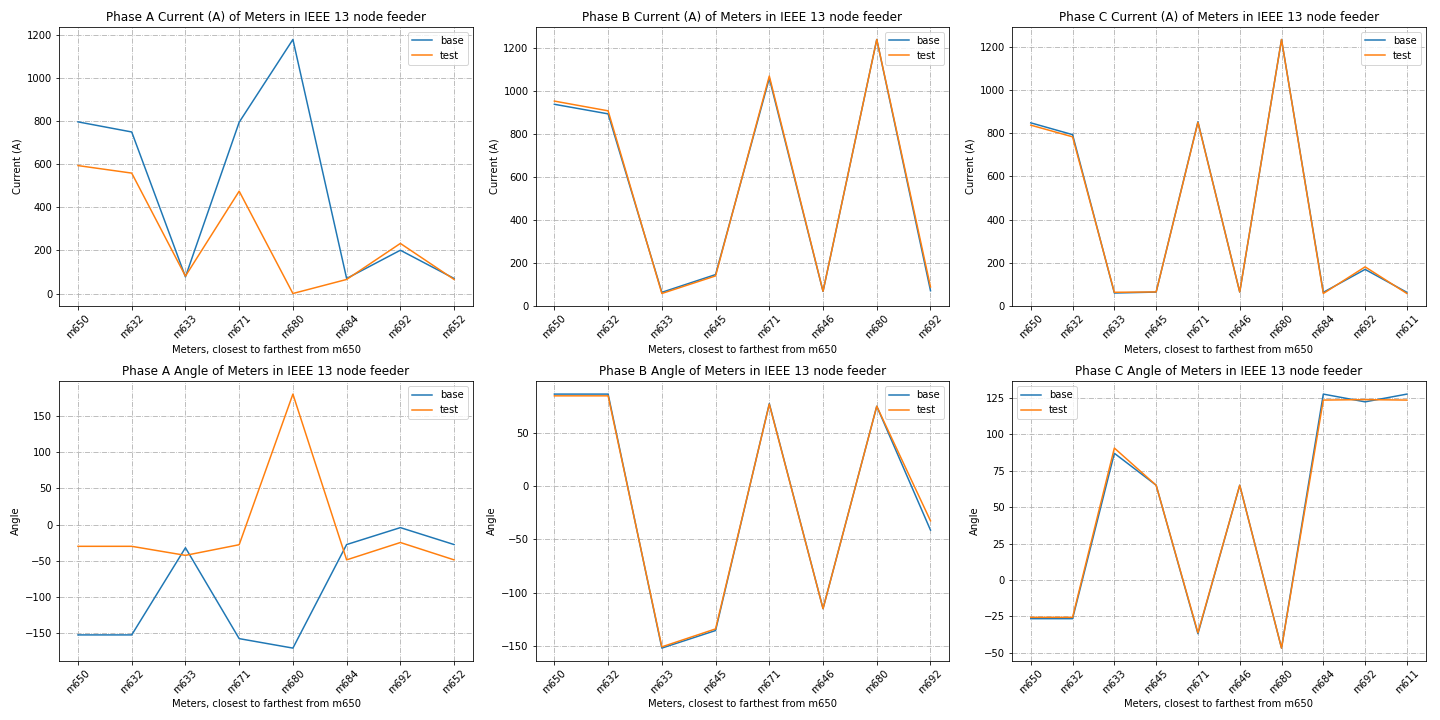 Phase A Current (A) of Meters in IEEE 13 node feeder
base
test
Current (A)
1200
1000
800
600
400
200
0
m650
m632
m633
m671
m680
m684
m692
m652
Meters, closest to farthest from m650
Phase B Current (A) of Meters in IEEE 13 node feeder
base
test
Current (A)
1200
1000
800
600
400
200
0
m650
m632
m633
m645
m671
m646
m680
m692
Meters, closest to farthest from m650
Phase C Current (A) of Meters in IEEE 13 node feeder
base
test
Current (A)
1200
1000
800
600
400
200
0
m650
m632
m633
m645
m671
m646
m680
m684
m692
m611
Meters, closest to farthest from m650
Phase A Angle of Meters in IEEE 13 node feeder
base
test
Angle
150
100
50
0
−50
−100
−150
m650
m632
m633
m671
m680
m684
m692
m652
Meters, closest to farthest from m650
Phase B Angle of Meters in IEEE 13 node feeder
base
test
Angle
50
0
−50
−100
−150
m650
m632
m633
m645
m671
m646
m680
m692
Meters, closest to farthest from m650
Phase C Angle of Meters in IEEE 13 node feeder
base
test
Angle
125
100
75
50
25
0
−25
−50
m650
m632
m633
m645
m671
m646
m680
m684
m692
m611
Meters, closest to farthest from m650